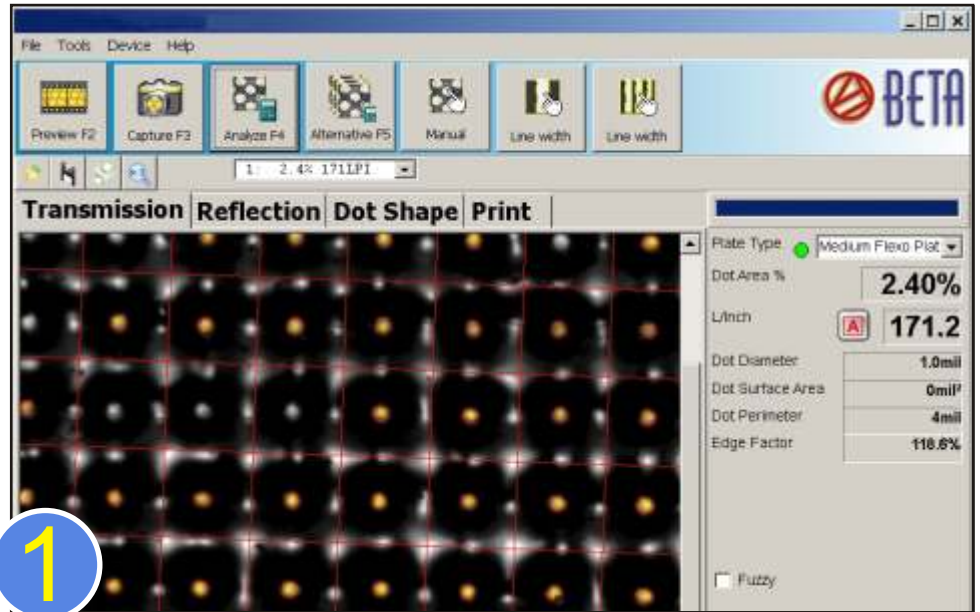 File Tools Device Help
Preview F2 Capture F3 Analyze F4 Alternative F5 Manual Line width Line width
BETA
1: 2.4% 171LPI
Transmission Reflection Dot Shape Print
Plate Type Medium Flexo Plat
Dot Area % 2.40%
L/Inch A 171.2
Dot Diameter 1.0mil
Dot Surface Area 0mil²
Dot Perimeter 4mil
Edge Factor 118.6%
Fuzzy
1